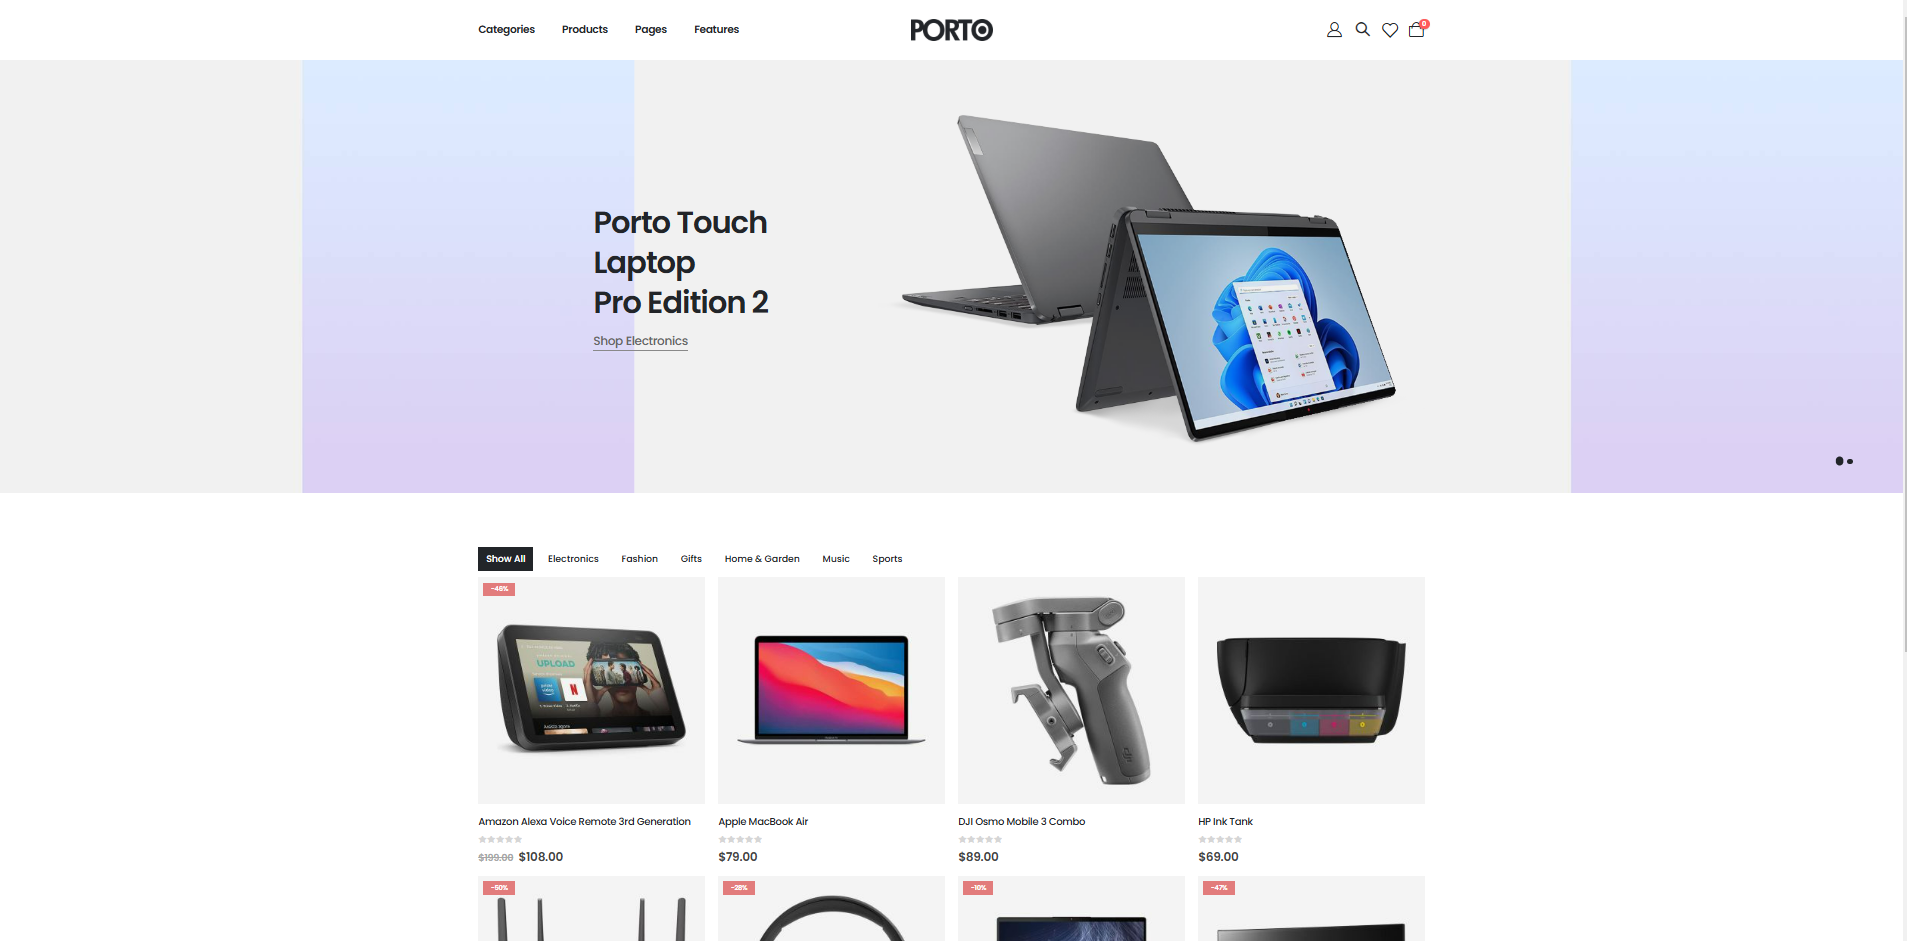 Categories Products Pages Features
PORTO
0
Porto Touch
Laptop
Pro Edition 2
Shop Electronics
Show All Electronics Fashion Gifts Home & Garden Music Sports
-46%
UPLOAD
Amazon Alexa Voice Remote 3rd Generation
$199.00 $108.00
Apple MacBook Air
$79.00
DJI Osmo Mobile 3 Combo
$89.00
HP Ink Tank
$69.00
-50%
-28%
-10%
-47%